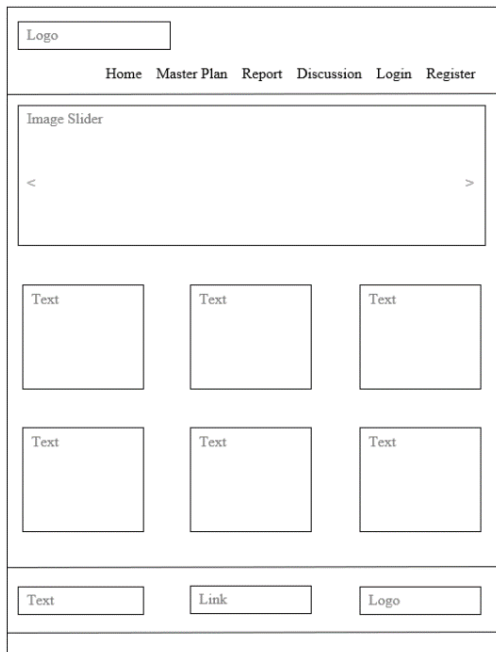 Logo
Home Master Plan Report Discussion Login Register
Image Slider
< >
Text Text Text
Text Text Text
Text Link Logo